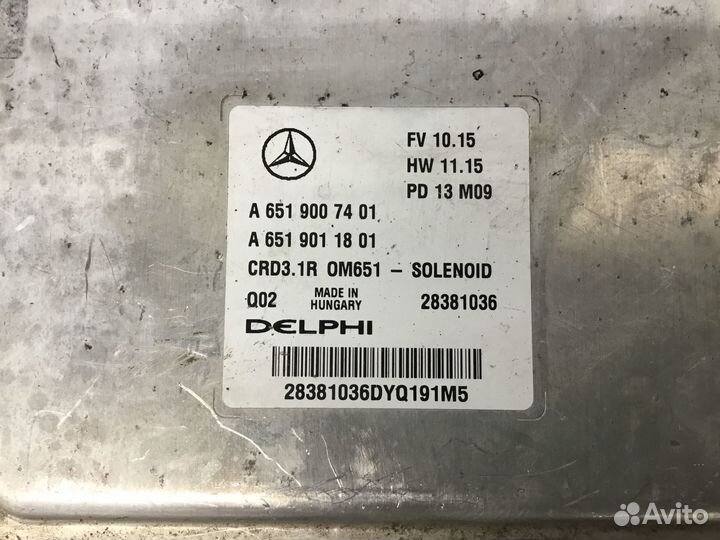 FV 10.15
HW 11.15
PD 13 M09
A 651 900 74 01
A 651 901 18 01
CRD3.1R OM651 – SOLENOID
Q02 MADE IN HUNGARY 28381036
DELPHI
28381036DYQ191M5
Avito